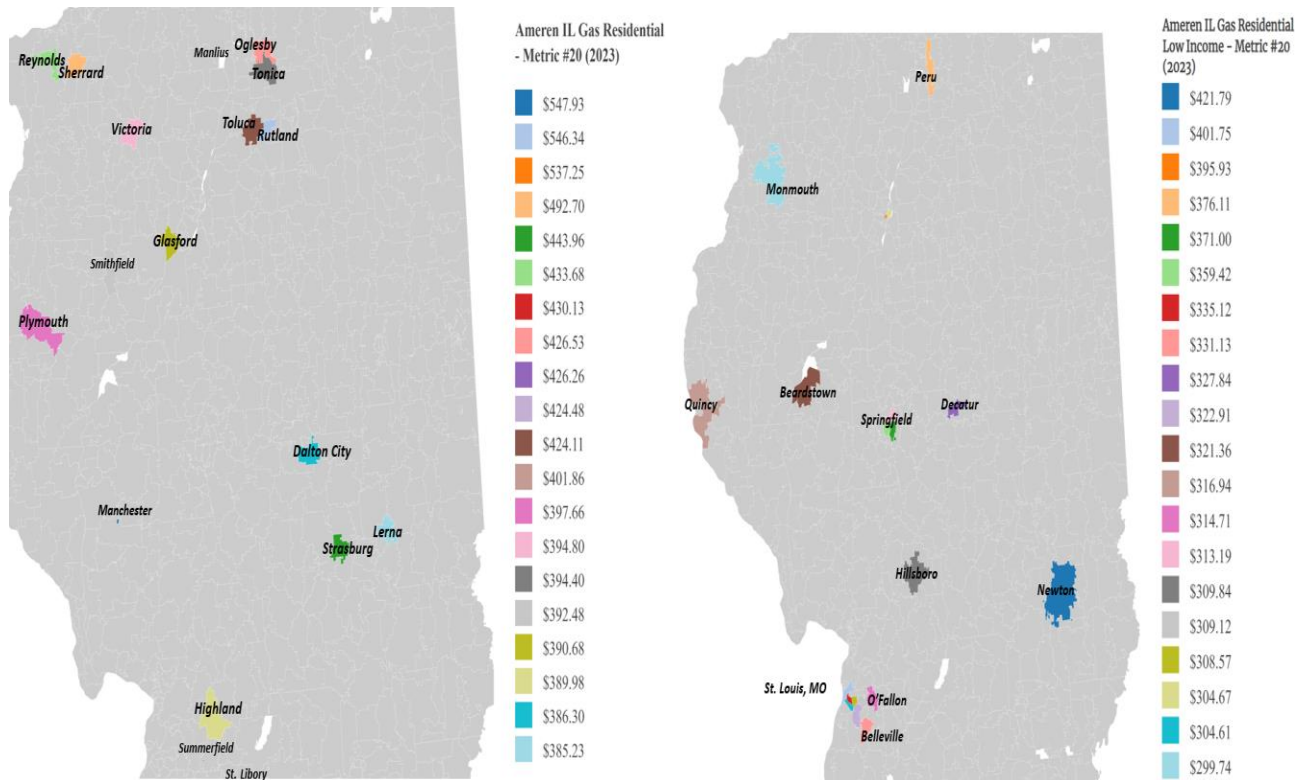 Ameren IL Gas Residential
- Metric #20 (2023)
$547.93
$546.34
$537.25
$492.70
$443.96
$433.68
$430.13
$426.53
$426.26
$424.48
$424.11
$401.86
$397.66
$394.80
$394.40
$392.48
$390.68
$389.98
$386.30
$385.23
Reynolds
Sherrard
Manlius
Oglesby
Tonica
Victoria
Toluca
Rutland
Glasford
Smithfield
Plymouth
Dalton City
Manchester
Lerna
Strasburg
Highland
Summerfield
St. Libory
Ameren IL Gas Residential
Low Income - Metric #20
(2023)
$421.79
$401.75
$395.93
$376.11
$371.00
$359.42
$335.12
$331.13
$327.84
$322.91
$321.36
$316.94
$314.71
$313.19
$309.84
$309.12
$308.57
$304.67
$304.61
$299.74
Peru
Monmouth
Quincy
Beardstown
Springfield
Decatur
Hillsboro
Newton
St. Louis, MO
O'Fallon
Belleville